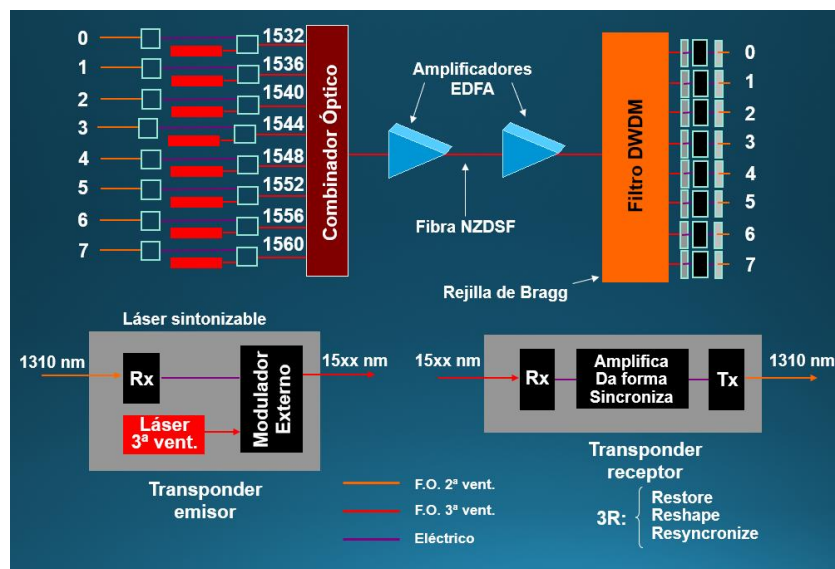 0
1
2
3
4
5
6
7
1532
1536
1540
1544
1548
1552
1556
1560
Combinador Óptico
Amplificadores
EDFA
Fibra NZDSF
Filtro DWDM
Rejilla de Bragg
0
1
2
3
4
5
6
7
Láser sintonizable
1310 nm
Rx
Láser
3ª vent.
Modulador
Externo
15xx nm
Transponder
emisor
15xx nm
Rx
Amplifica
Da forma
Sincroniza
Tx
1310 nm
Transponder
receptor
F.O. 2ª vent.
F.O. 3ª vent.
Eléctrico
3R:
Restore
Reshape
Resyncronize